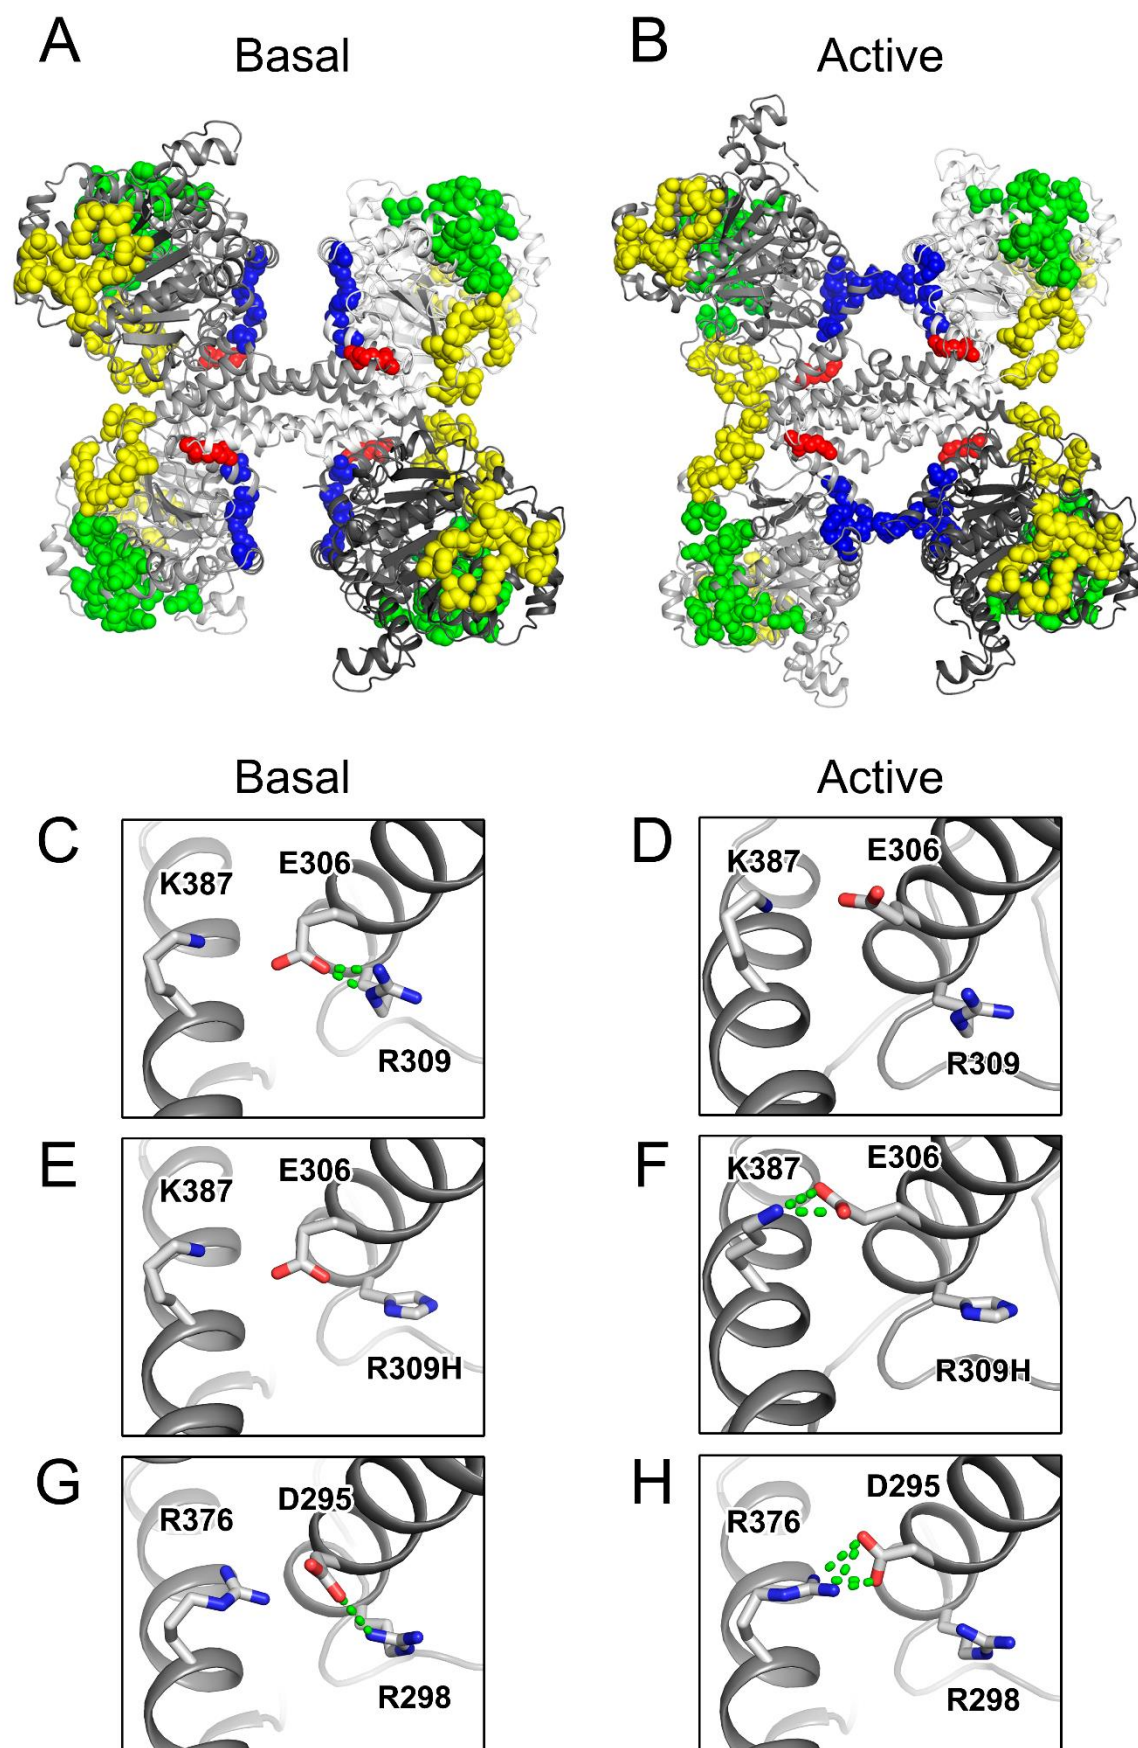 A
Basal
B
Active
Basal
Active
C
K387
E306
R309
D
K387
E306
R309
E
K387
E306
R309H
F
K387
E306
R309H
G
R376
D295
R298
H
R376
D295
R298